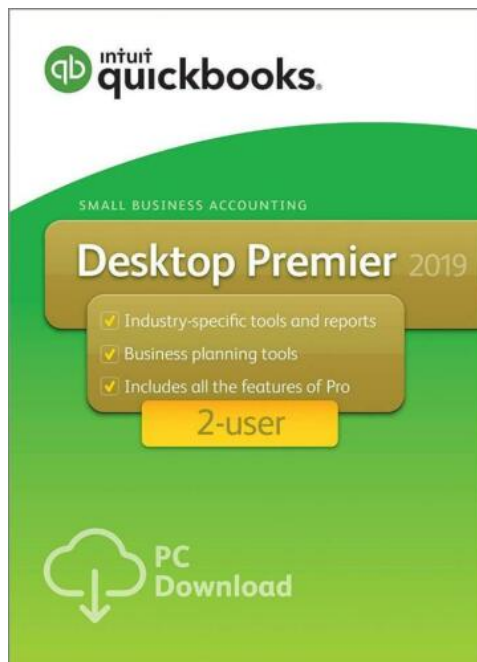 qb intuit
quickbooks®
SMALL BUSINESS ACCOUNTING
Desktop Premier 2019
Industry-specific tools and reports
Business planning tools
Includes all the features of Pro
2-user
PC
Download